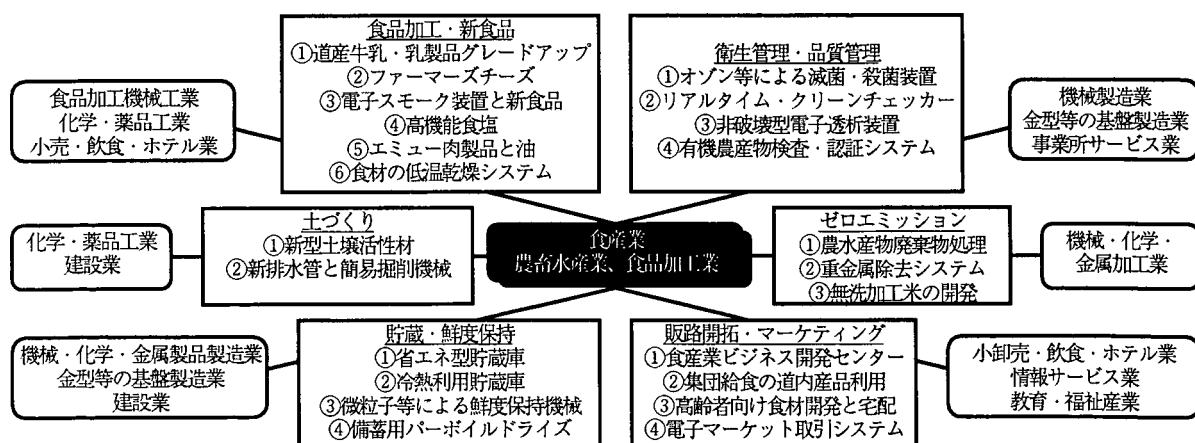 食品加工・新食品
①道産牛乳・乳製品グレードアップ
②ファーマーズチーズ
③電子スモーク装置と新食品
④高機能食塩
⑤エミュー肉製品と油
⑥食材の低温乾燥システム
衛生管理・品質管理
①オゾン等による滅菌・殺菌装置
②リアルタイム・クリーンチェッカー
③非破壊型電子透析装置
④有機農産物検査・認証システム
食品加工機械工業
化学・薬品工業
小売・飲食・ホテル業
機械製造業
金型等の基盤製造業
事業所サービス業
化学・薬品工業
建設業
土づくり
①新型土壌活性材
②新排水管と簡易掘削機械
食産業
農畜水産業、食品加工業
ゼロエミッション
①農水産物廃棄物処理
②重金属除去システム
③無洗加工米の開発
機械・化学・
金属加工業
機械・化学・金属製品製造業
金型等の基盤製造業
建設業
貯蔵・鮮度保持
①省エネ型貯蔵庫
②冷熱利用貯蔵庫
③微粒子等による鮮度保持機械
④備蓄用パーボイルドライズ
販路開拓・マーケティング
①食産業ビジネス開発センター
②集団給食の道内産品利用
③高齢者向け食材開発と宅配
④電子マーケット取引システム
小卸売・飲食・ホテル業
情報サービス業
教育・福祉産業